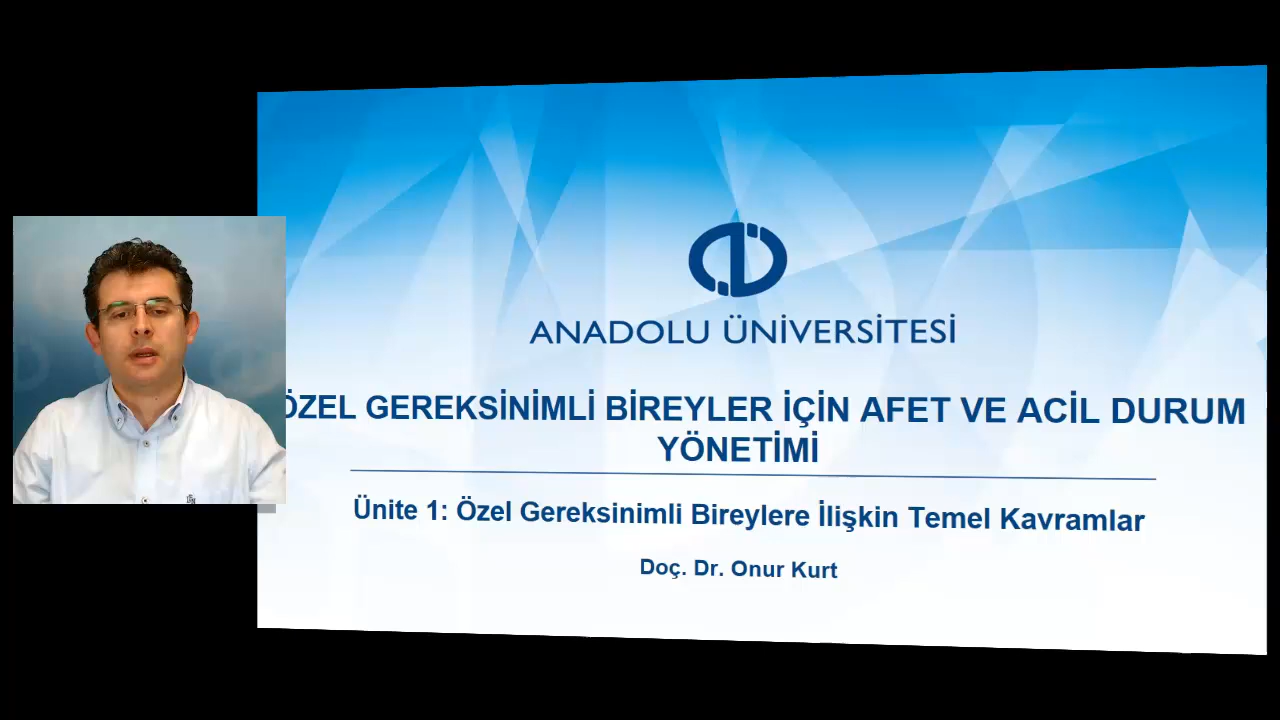 ANADOLU ÜNİVERSİTESİ
ÖZEL GEREKSİNİMLİ BİREYLER İÇİN AFET VE ACİL DURUM
YÖNETİMİ
Ünite 1: Özel Gereksinimli Bireylere İlişkin Temel Kavramlar
Doç. Dr. Onur Kurt